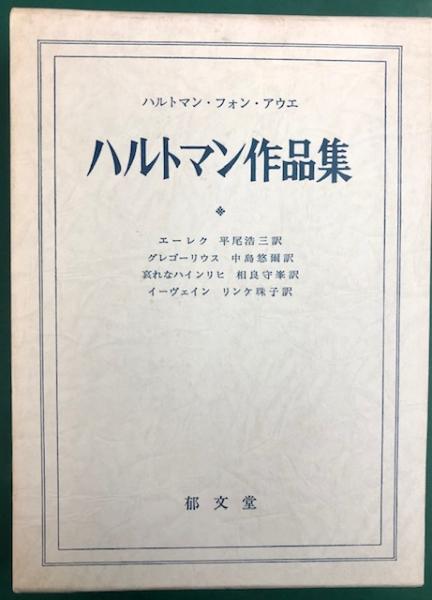 ハルトマン・フォン・アウエ
ハルトマン作品集
※
エーレク 平尾浩三訳
グレゴーリウス 中島悠爾訳
哀れなハインリヒ 相良守峯訳
イーヴェイン リンケ珠子訳
郁文堂